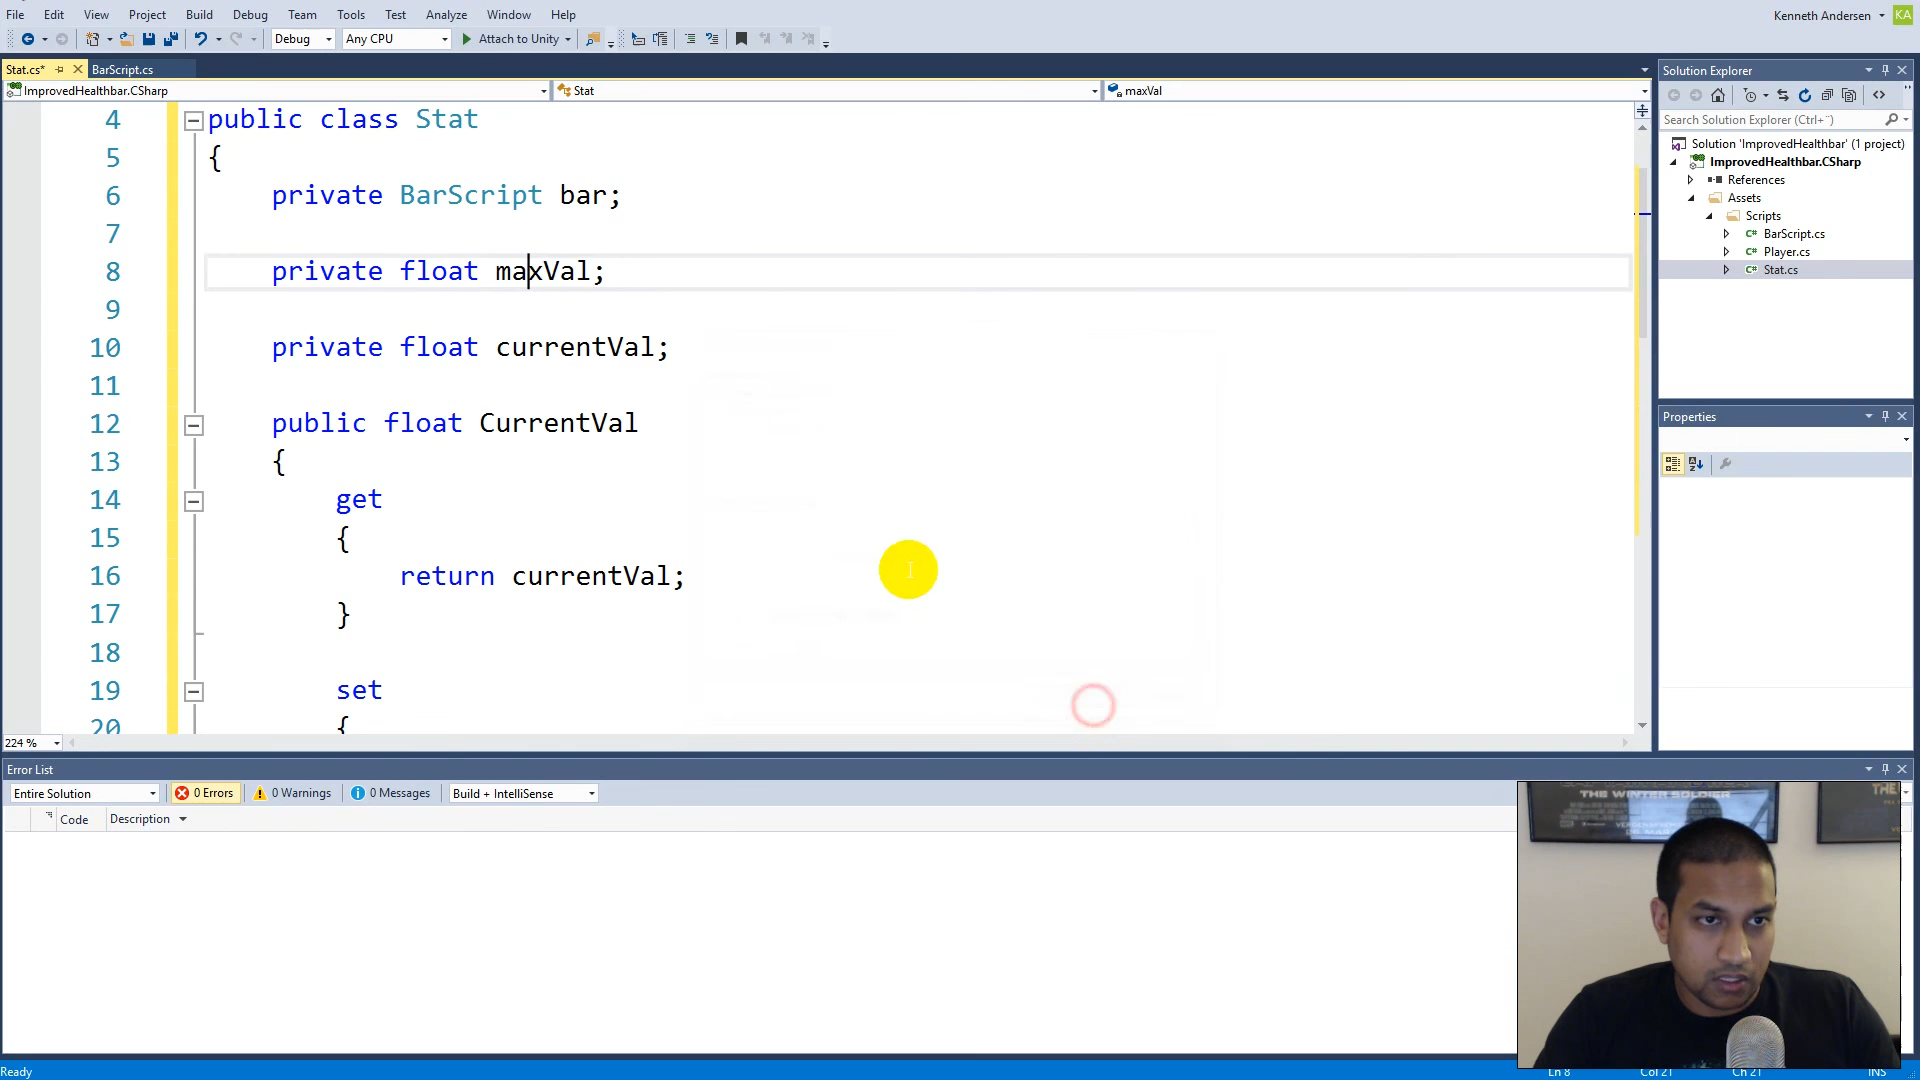 File Edit View Project Build Debug Team Tools Test Analyze Window Help
Kenneth Andersen KA
Debug Any CPU Attach to Unity
Stat.cs* BarScript.cs
ImprovedHealthbar.CSharp Stat maxVal
4 public class Stat
5 {
6 private BarScript bar;
7
8 private float maxVal;
9
10 private float currentVal;
11
12 public float CurrentVal
13 {
14 get
15 {
16 return currentVal;
17 }
18
19 set
20 {
224 %
Solution Explorer
Search Solution Explorer (Ctrl+¨)
Solution 'ImprovedHealthbar' (1 project)
ImprovedHealthbar.CSharp
References
Assets
Scripts
C# BarScript.cs
C# Player.cs
C# Stat.cs
Properties
Error List
Entire Solution 0 Errors 0 Warnings 0 Messages Build + IntelliSense
Code Description
THE WINTER SOLDIER
THE
Ready Ln 8 Col 21 Ch 21 INS